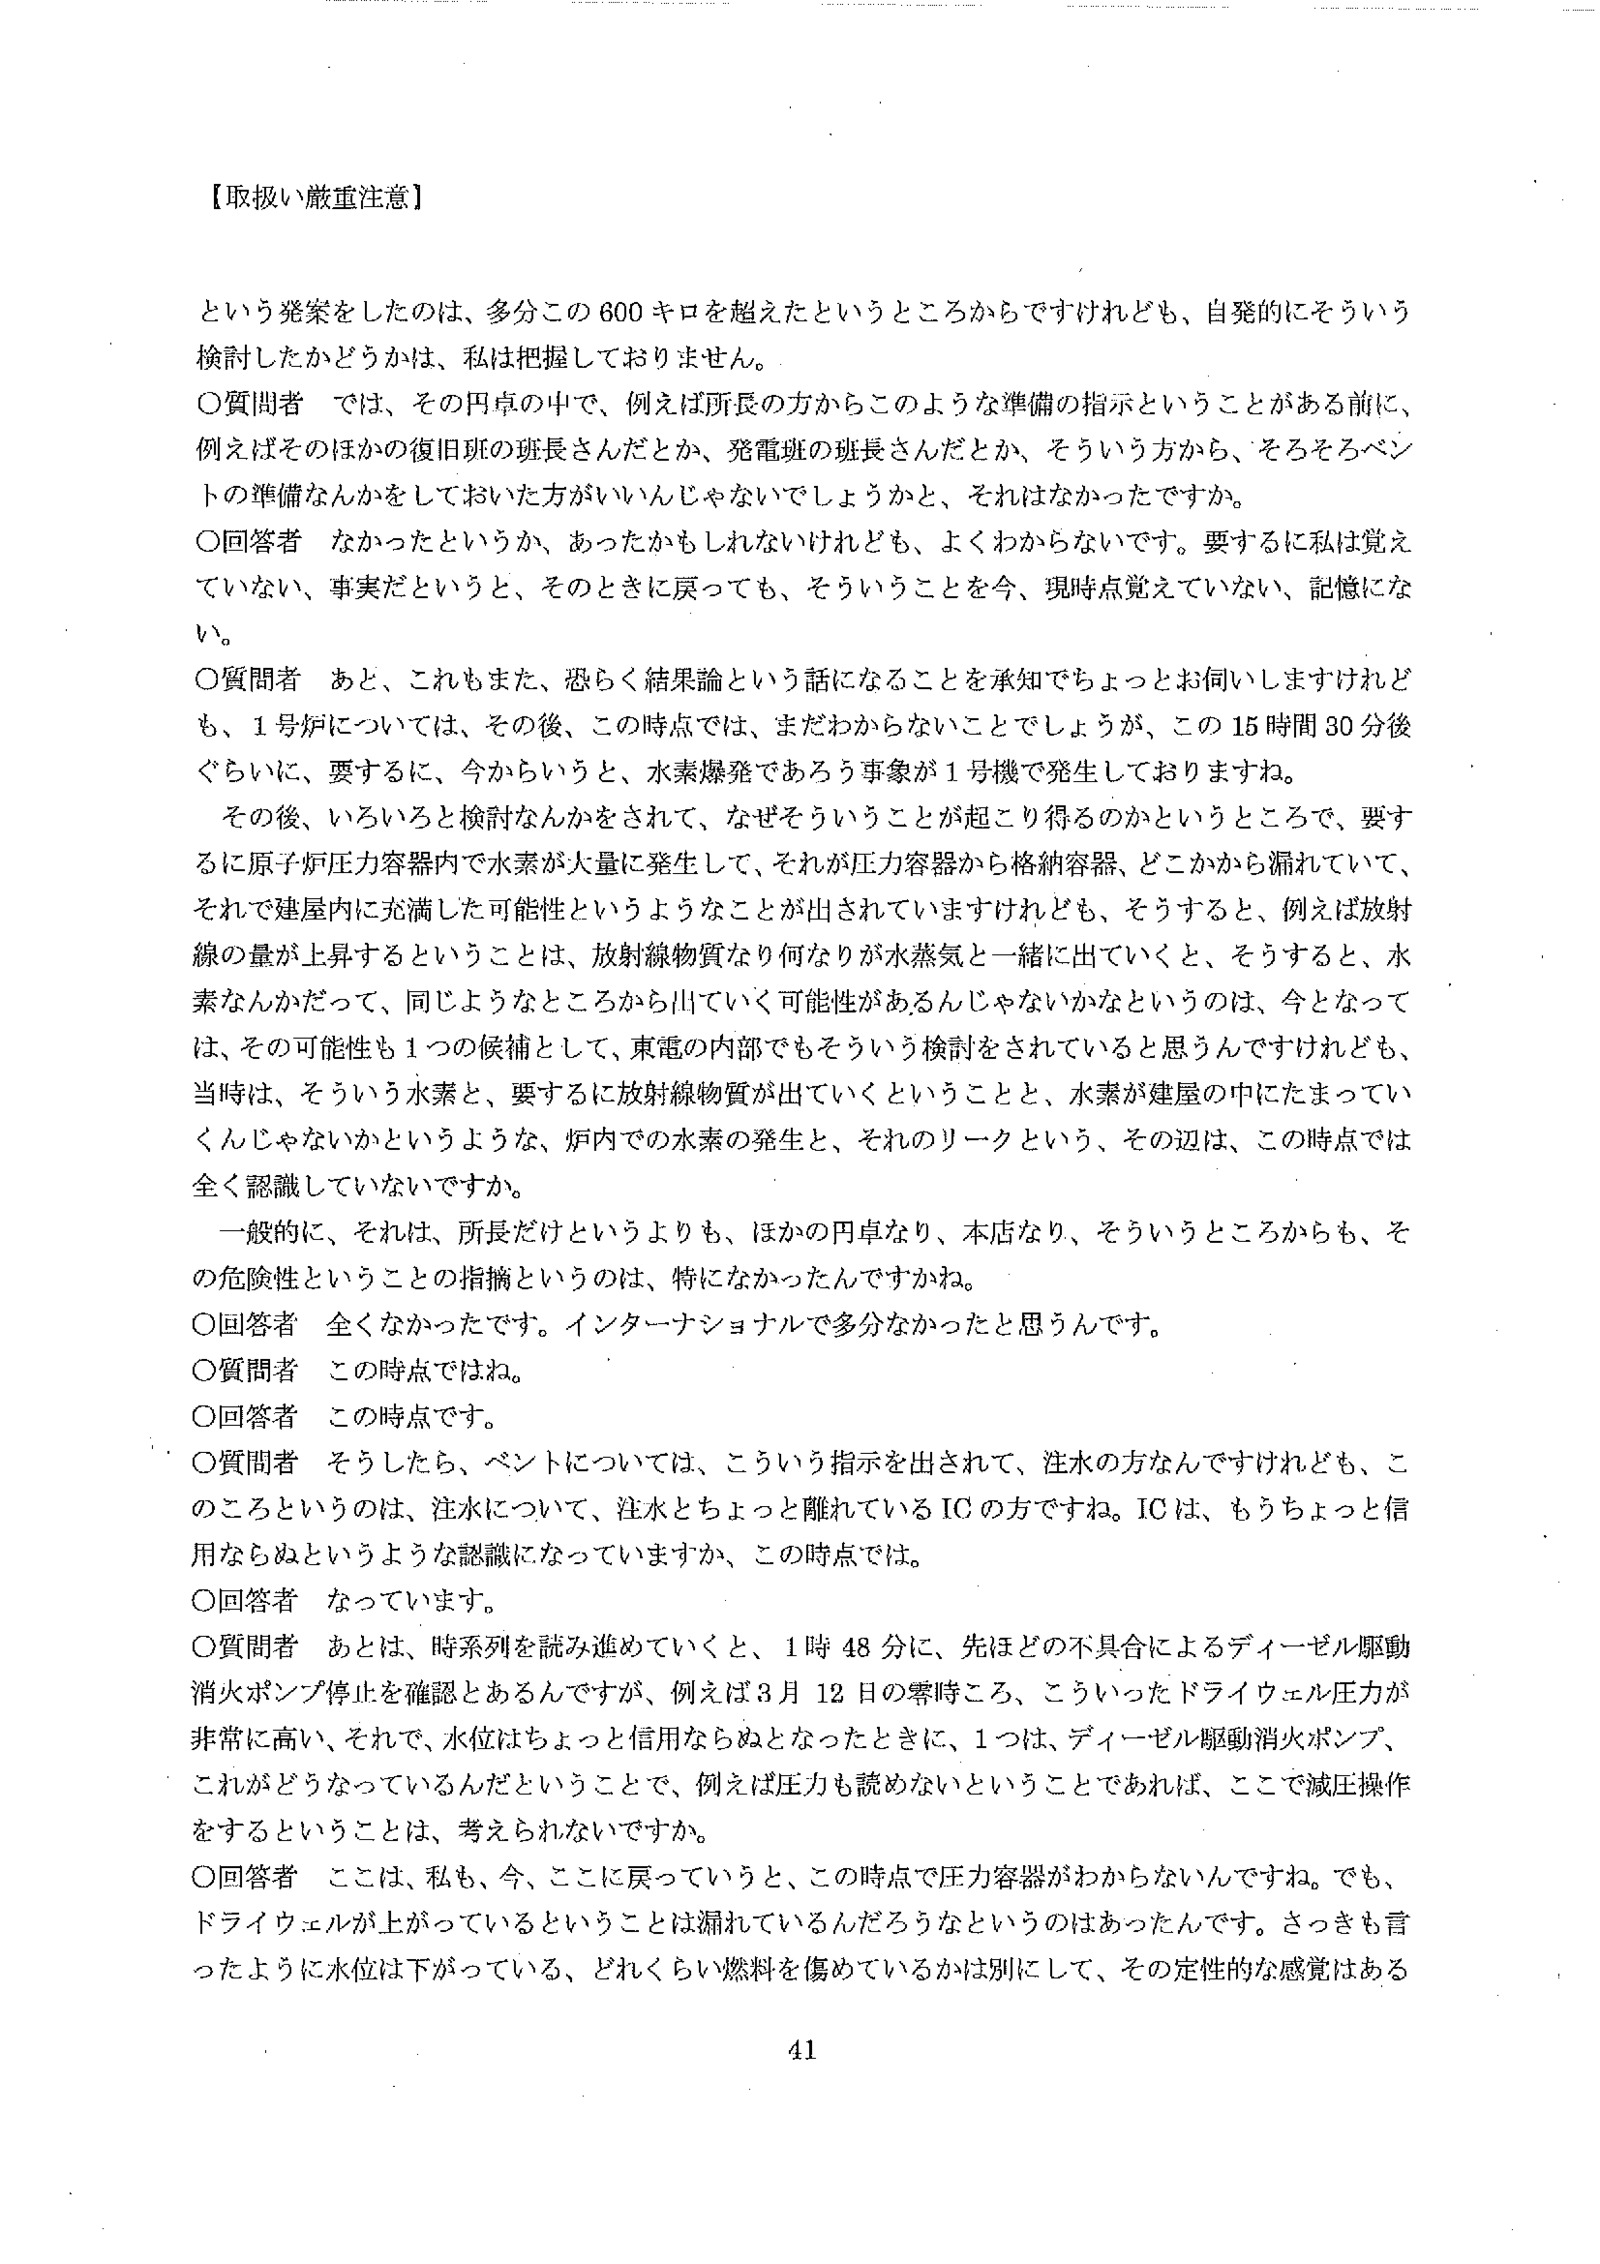 【取扱い厳重注意】
という発案をしたのは、多分この 600 キロを超えたというところからですけれども、自発的にそういう
検討したかどうかは、私は把握しておりません。
○質問者　では、その円卓の中で、例えば所長の方からこのような準備の指示ということがある前に、
例えばそのほかの復旧班の班長さんだとか、発電班の班長さんだとか、そういう方から、そろそろベン
トの準備なんかをしておいた方がいいんじゃないでしょうかと、それはなかったですか。
○回答者　なかったというか、あったかもしれないけれども、よくわからないです。要するに私は覚え
ていない、事実だというと、そのときに戻っても、そういうことを今、現時点覚えていない、記憶にな
い。
○質問者　あと、これもまた、恐らく結果論という話になることを承知でちょっとお伺いしますけれど
も、１号炉については、その後、この時点では、まだわからないことでしょうが、この 15 時間 30 分後
ぐらいに、要するに、今からいうと、水素爆発であろう事象が１号機で発生しておりますね。
　その後、いろいろと検討なんかをされて、なぜそういうことが起こり得るのかというところで、要す
るに原子炉圧力容器内で水素が大量に発生して、それが圧力容器から格納容器、どこかから漏れていて、
それで建屋内に充満した可能性というようなことが出されていますけれども、そうすると、例えば放射
線の量が上昇するということは、放射線物質なり何なりが水蒸気と一緒に出ていくと、そうすると、水
素なんかだって、同じようなところから出ていく可能性があるんじゃないかなというのは、今となって
は、その可能性も１つの候補として、東電の内部でもそういう検討をされていると思うんですけれども、
当時は、そういう水素と、要するに放射線物質が出ていくということと、水素が建屋の中にたまってい
くんじゃないかというような、炉内での水素の発生と、それのリークという、その辺は、この時点では
全く認識していないですか。
　一般的に、それは、所長だけというよりも、ほかの円卓なり、本店なり、そういうところからも、そ
の危険性ということの指摘というのは、特になかったんですかね。
○回答者　全くなかったです。インターナショナルで多分なかったと思うんです。
○質問者　この時点ではね。
○回答者　この時点です。
○質問者　そうしたら、ベントについては、こういう指示を出されて、注水の方なんですけれども、こ
のころというのは、注水について、注水とちょっと離れている IC の方ですね。IC は、もうちょっと信
用ならぬというような認識になっていますか、この時点では。
○回答者　なっています。
○質問者　あとは、時系列を読み進めていくと、１時 48 分に、先ほどの不具合によるディーゼル駆動
消火ポンプ停止を確認とあるんですが、例えば３月 12 日の零時ころ、こういったドライウェル圧力が
非常に高い、それで、水位はちょっと信用ならぬとなったときに、１つは、ディーゼル駆動消火ポンプ、
これがどうなっているんだということで、例えば圧力も読めないということであれば、ここで減圧操作
をするということは、考えられないですか。
○回答者　ここは、私も、今、ここに戻っていうと、この時点で圧力容器がわからないんですね。でも、
ドライウェルが上がっているということは漏れているんだろうなというのはあったんです。さっきも言
ったように水位は下がっている、どれくらい燃料を傷めているかは別にして、その定性的な感覚はある
41